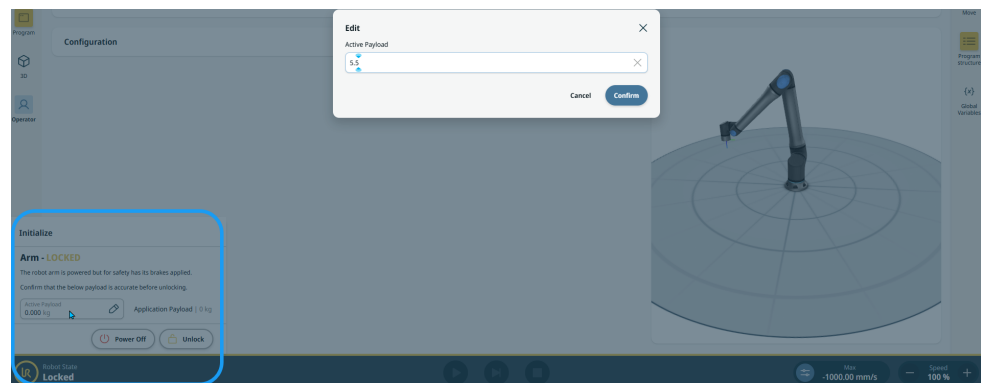 Program
Configuration
3D
Operator
Edit
Active Payload
5.5
Cancel
Confirm
Move
Program
structure
{x}
Global
Variables
Initialize
Arm - LOCKED
The robot arm is powered but for safety has its brakes applied.
Confirm that the below payload is accurate before unlocking.
Active Payload
0.000 kg
Application Payload | 0 kg
Power Off
Unlock
UR
Robot State
Locked
Max
-1000.00 mm/s
Speed
100 %